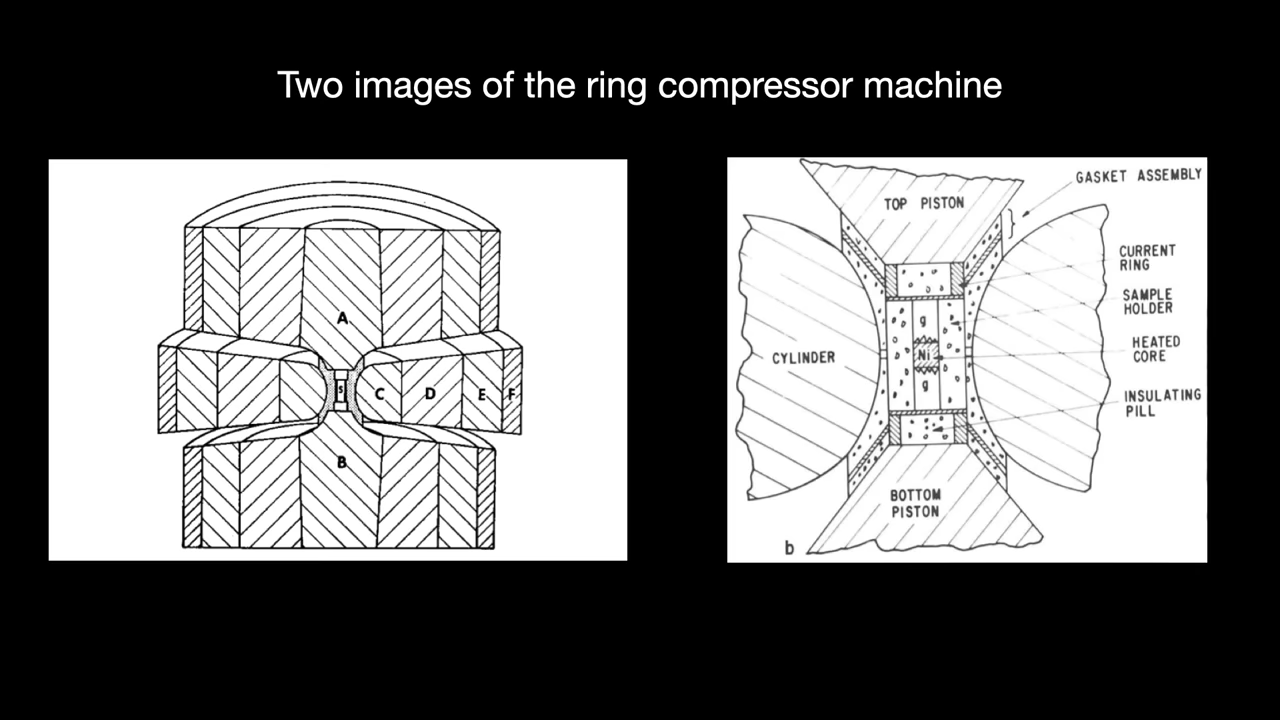 Two images of the ring compressor machine
A
S
C
D
E
F
B
GASKET ASSEMBLY
TOP PISTON
CURRENT
RING
SAMPLE
HOLDER
g
HEATED
CORE
CYLINDER
Ni
g
INSULATING
PILL
BOTTOM
PISTON
b